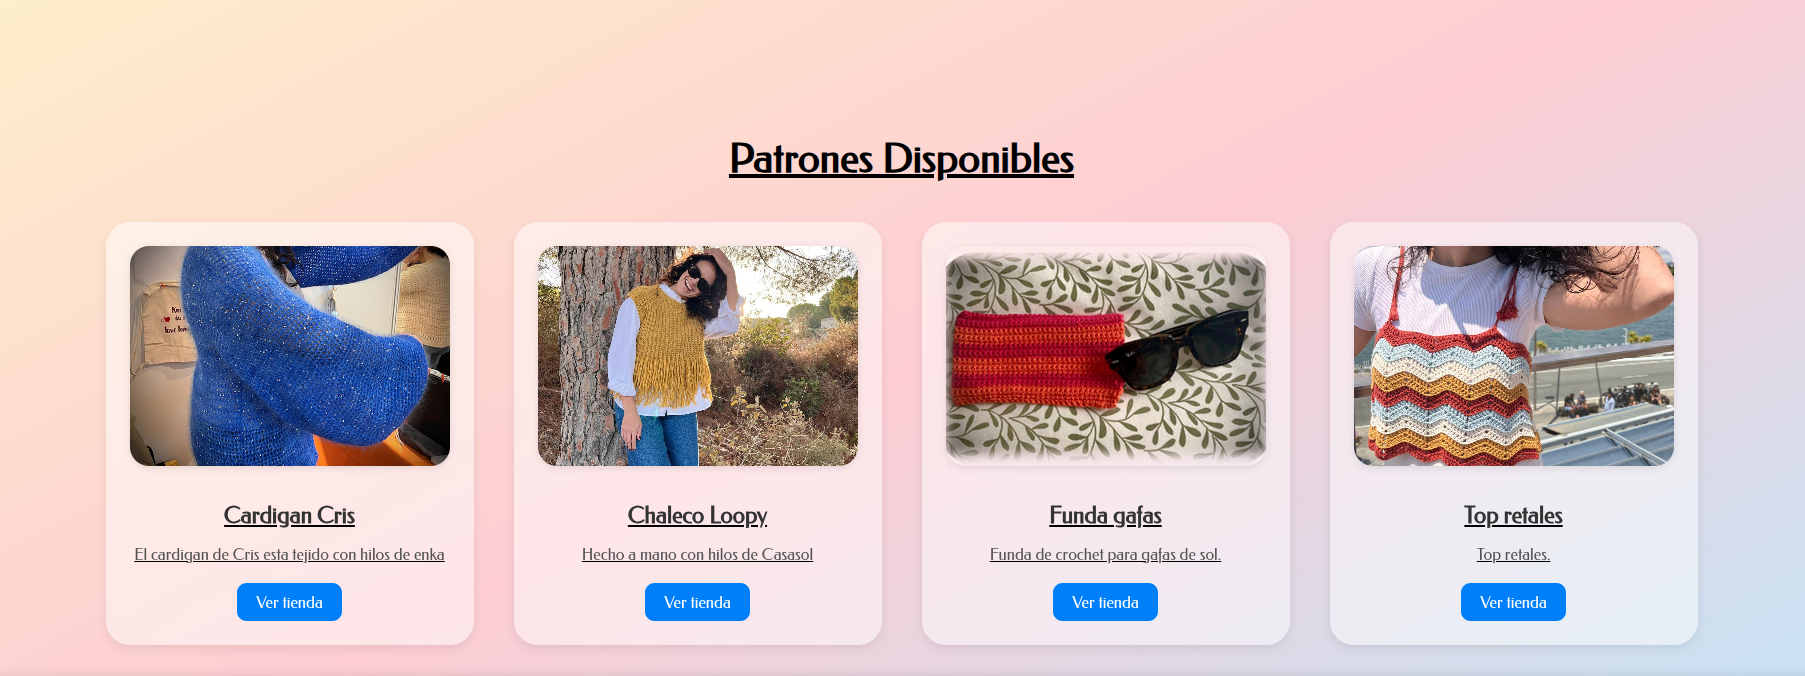 Patrones Disponibles
Cardigan Cris
El cardigan de Cris esta tejido con hilos de enka
Ver tienda
Chaleco Loopy
Hecho a mano con hilos de Casasol
Ver tienda
Funda gafas
Funda de crochet para gafas de sol.
Ver tienda
Top retales
Top retales.
Ver tienda